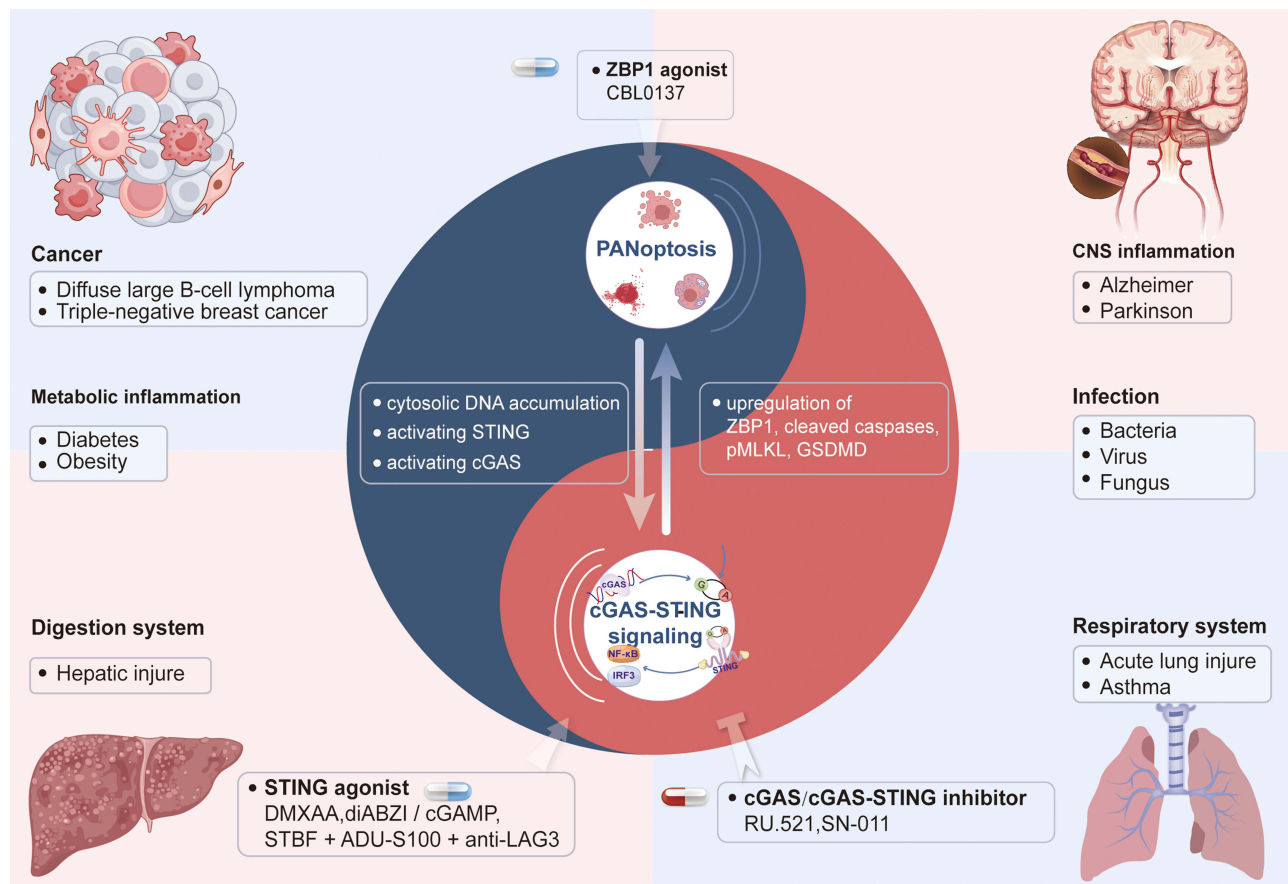 • ZBP1 agonist
CBL0137
PANoptosis
Cancer
• Diffuse large B-cell lymphoma
• Triple-negative breast cancer
CNS inflammation
• Alzheimer
• Parkinson
Metabolic inflammation
• Diabetes
• Obesity
• cytosolic DNA accumulation
• activating STING
• activating cGAS
• upregulation of
ZBP1, cleaved caspases,
pMLKL, GSDMD
Infection
• Bacteria
• Virus
• Fungus
cGAS
G
A
cGAS-STING
signaling
NF-κB
IRF3
G
A
STING
Digestion system
• Hepatic injure
Respiratory system
• Acute lung injure
• Asthma
• STING agonist
DMXAA,diABZI / cGAMP,
STBF + ADU-S100 + anti-LAG3
• cGAS/cGAS-STING inhibitor
RU.521,SN-011